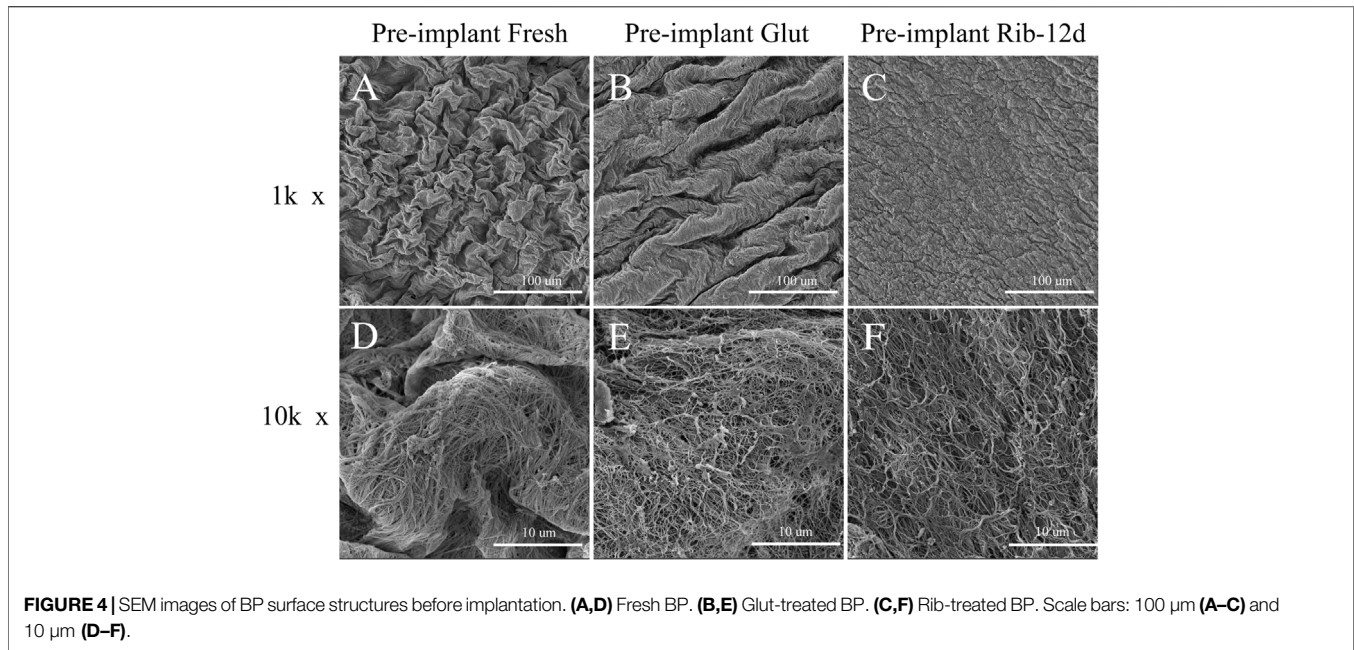 Pre-implant Fresh
Pre-implant Glut
Pre-implant Rib-12d
1k x
A
100 um
B
100 um
C
100 um
10k x
D
10 um
E
10 um
F
10 um
FIGURE 4 | SEM images of BP surface structures before implantation. (A,D) Fresh BP. (B,E) Glut-treated BP. (C,F) Rib-treated BP. Scale bars: 100 µm (A–C) and
10 µm (D–F).